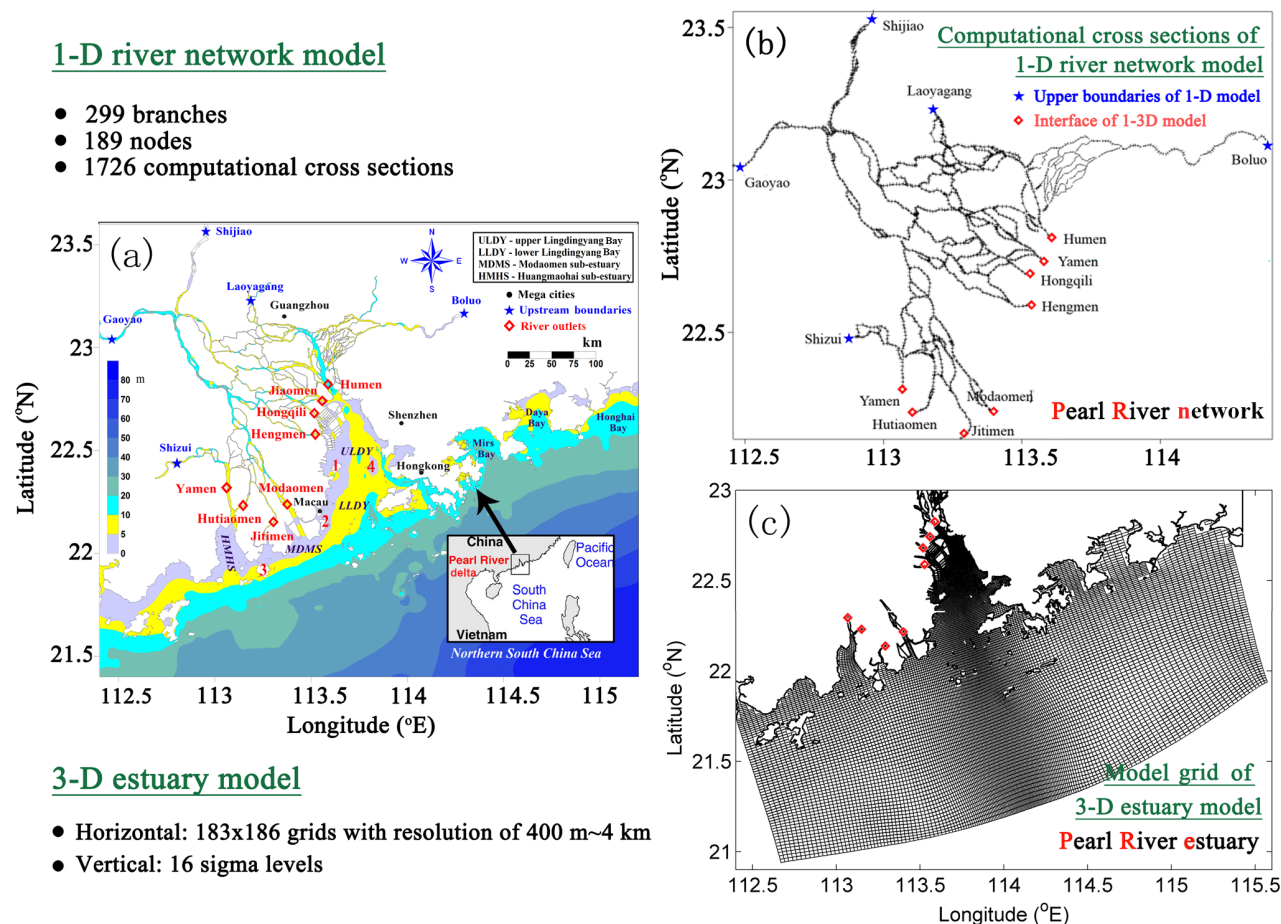 1-D river network model
● 299 branches
● 189 nodes
● 1726 computational cross sections
(a)
Shijiao
N
W
E
S
ULDY - upper Lingdingyang Bay
LLDY - lower Lingdingyang Bay
MDMS - Modaomen sub-estuary
HMHS - Huangmaohai sub-estuary
Mega cities
Upstream boundaries
River outlets
km
0 25 50 75 100
Laoyagang
Guangzhou
Boluo
Gaoyao
80 m
70
60
50
40
30
20
10
5
0
Jiaomen
Humen
Hongqili
Hengmen
Shenzhen
Daya
Bay
Honghai
Bay
Mirs
Bay
Shizui
ULDY
1
4
Hongkong
Yamen
Modaomen
Macau
LLDY
Hutiaomen
2
Jitimen
HMHS
MDMS
3
China
Pearl River
delta
Pacific
Ocean
South
China
Sea
Vietnam
Northern South China Sea
23.5
23
22.5
22
21.5
Latitude (°N)
112.5 113 113.5 114 114.5 115
Longitude (°E)
3-D estuary model
● Horizontal: 183x186 grids with resolution of 400 m~4 km
● Vertical: 16 sigma levels
(b)
Shijiao
Computational cross sections of
1-D river network model
Upper boundaries of 1-D model
Interface of 1-3D model
Laoyagang
Boluo
Gaoyao
Humen
Yamen
Hongqili
Hengmen
Shizui
Yamen
Modaomen
Hutiaomen
Jitimen
Pearl River network
23.5
23
22.5
Latitude (°N)
112.5 113 113.5 114
(c)
23
22.5
22
21.5
21
Latitude (°N)
Model grid of
3-D estuary model
Pearl River estuary
112.5 113 113.5 114 114.5 115 115.5
Longitude (°E)